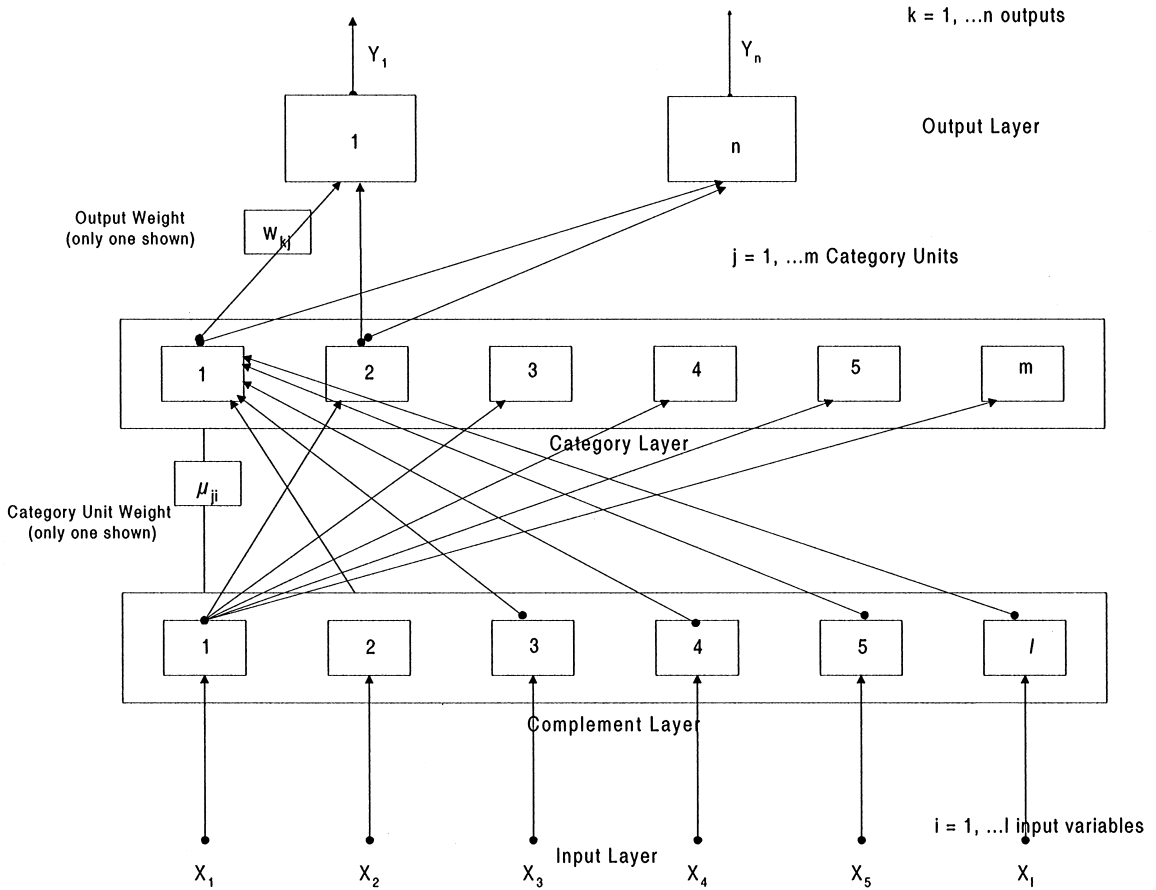 k = 1, ...n outputs
Y1
Yn
1
n
Output Layer
Output Weight
(only one shown)
wkj
j = 1, ...m Category Units
1
2
3
4
5
m
Category Layer
μji
Category Unit Weight
(only one shown)
1
2
3
4
5
l
Complement Layer
i = 1, ...l input variables
Input Layer
X1
X2
X3
X4
X5
Xl